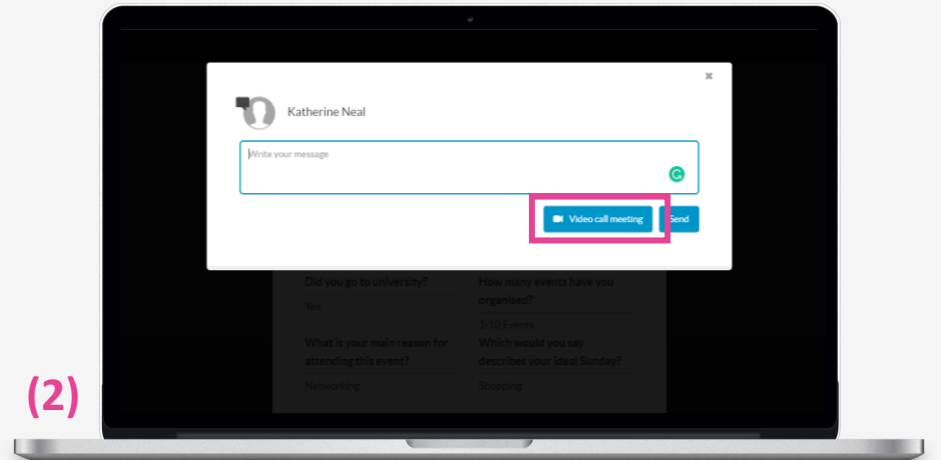 Katherine Neal
Write your message
Video call meeting
Send
Did you go to university?
Yes
How many events have you
organised?
1-10 Events
What is your main reason for
attending this event?
Networking
Which would you say
describes your ideal Sunday?
Shopping
(2)